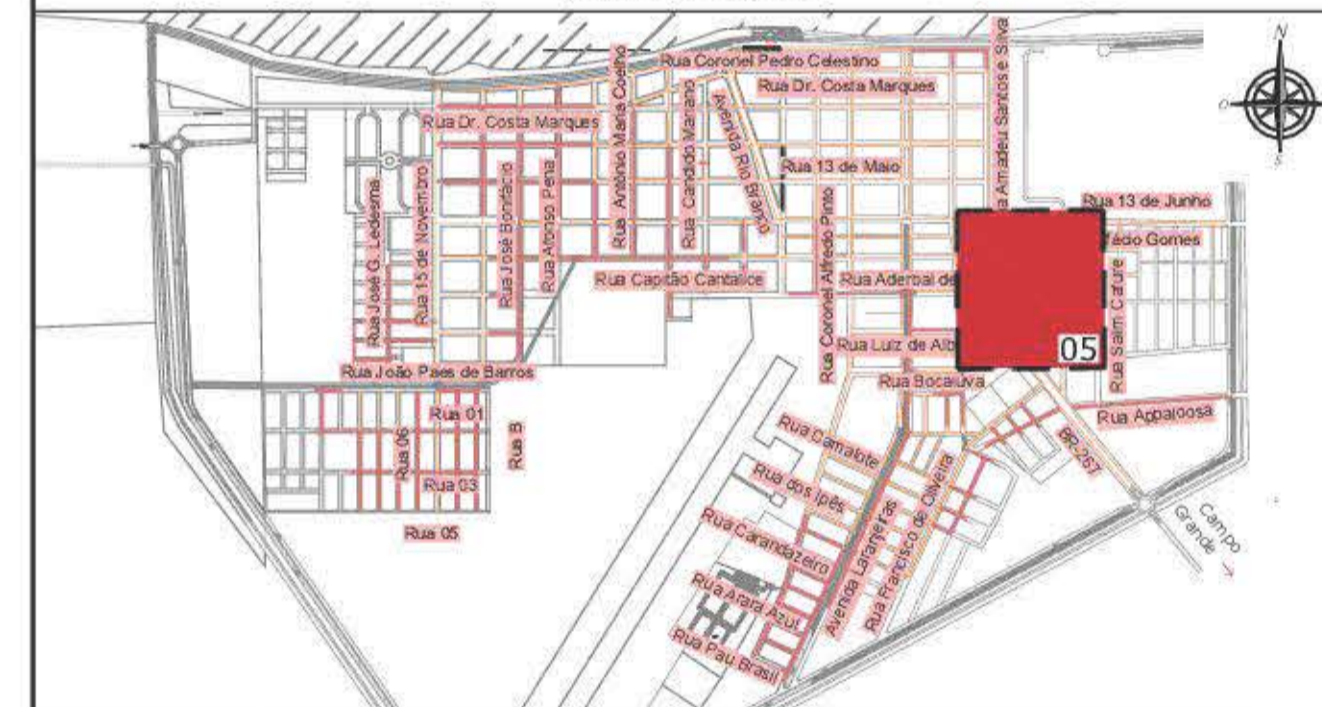 N
O
S
Rua Coronel Pedro Celestino
Rua Dr. Costa Marques
Rua Dr. Costa Marques
Rua 13 de Maio
Avenida Rio Branco
Rua Antônio Maria Coelho
Rua Candido Mariano
Amadeu Santos e Silva
Rua 13 de Junho
Gomes
Rua José G. Ledesma
Rua 15 de Novembro
Rua José Bonifácio
Rua Afonso Pena
Rua Capitão Cantalice
Rua Coronel Alfredo Pinto
Rua Aderbal de
Rua Luiz de Alb
05
Rua Salim Cafure
Rua João Paes de Barros
Rua Bocaiuva
Rua 01
Rua 06
Rua B
Rua 03
Rua 05
Rua Appaloosa
BR-267
Rua Camalote
Rua dos Ipês
Rua Carandazeiro
Rua Arara Azul
Rua Pau Brasil
Avenida Laranjeiras
Rua Francisco de Oliveira
Campo
Grande